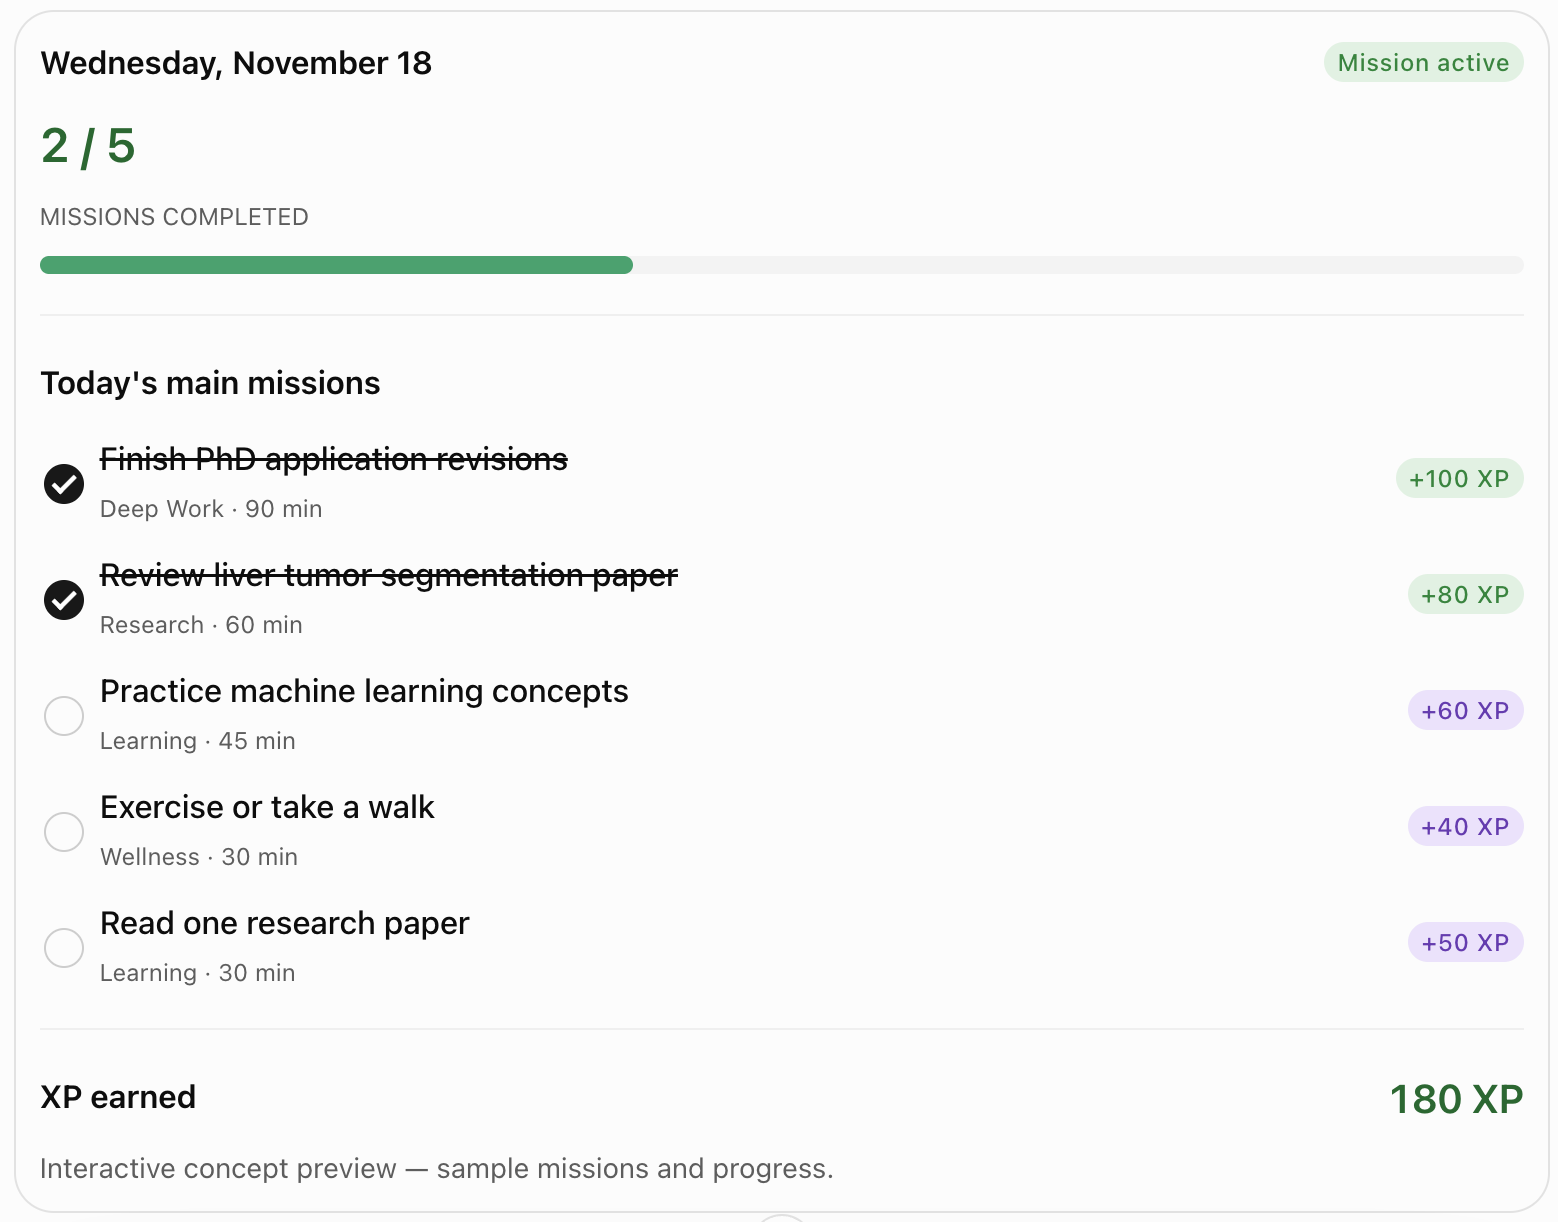 Wednesday, November 18
Mission active
2 / 5
MISSIONS COMPLETED
Today's main missions
Finish PhD application revisions
+100 XP
Deep Work · 90 min
Review liver tumor segmentation paper
+80 XP
Research · 60 min
Practice machine learning concepts
+60 XP
Learning · 45 min
Exercise or take a walk
+40 XP
Wellness · 30 min
Read one research paper
+50 XP
Learning · 30 min
XP earned
180 XP
Interactive concept preview — sample missions and progress.